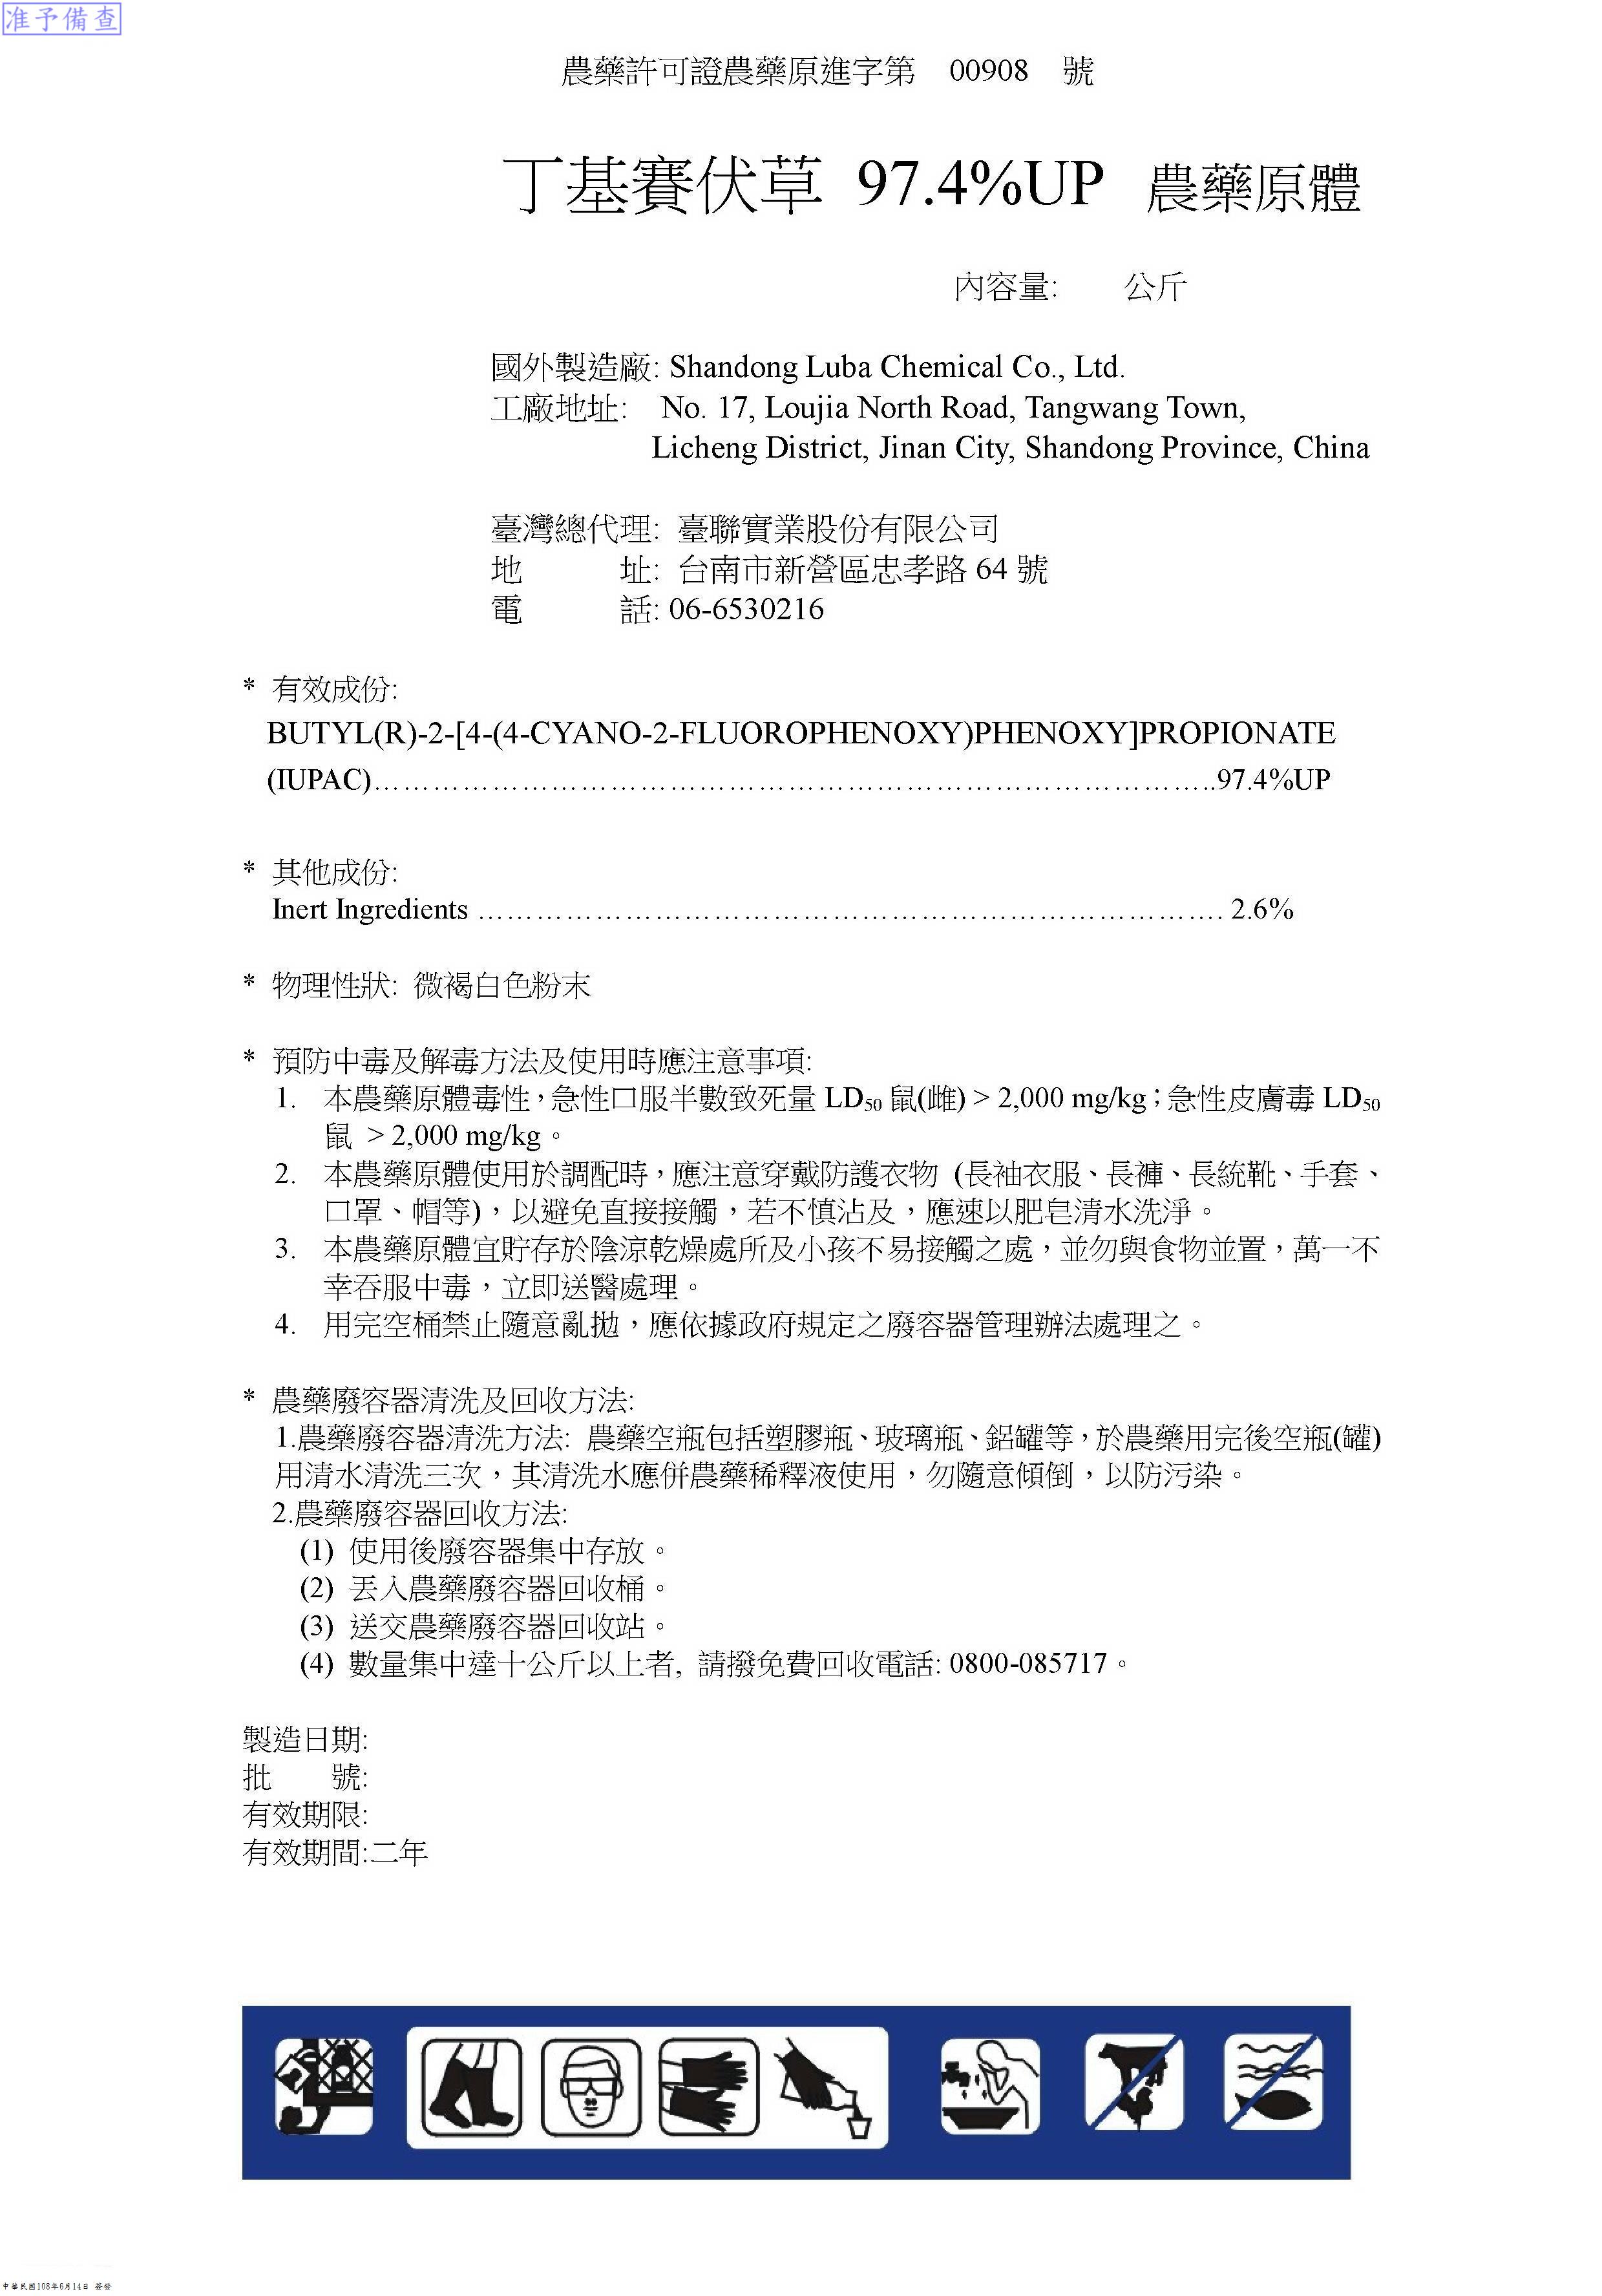 准予備查
農藥許可證農藥原進字第 00908 號
丁基賽伏草 97.4%UP 農藥原體
內容量: 公斤
國外製造廠: Shandong Luba Chemical Co., Ltd.
工廠地址: No. 17, Loujia North Road, Tangwang Town,
Licheng District, Jinan City, Shandong Province, China
臺灣總代理: 臺聯實業股份有限公司
地 址: 台南市新營區忠孝路 64 號
電 話: 06-6530216
* 有效成份:
BUTYL(R)-2-[4-(4-CYANO-2-FLUOROPHENOXY)PHENOXY]PROPIONATE
(IUPAC)……………………………………………………………………………..97.4%UP
* 其他成份:
Inert Ingredients …………………………………………………………………… 2.6%
* 物理性狀: 微褐白色粉末
* 預防中毒及解毒方法及使用時應注意事項:
1. 本農藥原體毒性,急性口服半數致死量 LD50 鼠(雌) > 2,000 mg/kg;急性皮膚毒 LD50
鼠 > 2,000 mg/kg。
2. 本農藥原體使用於調配時,應注意穿戴防護衣物 (長袖衣服、長褲、長統靴、手套、
口罩、帽等),以避免直接接觸,若不慎沾及,應速以肥皂清水洗淨。
3. 本農藥原體宜貯存於陰涼乾燥處所及小孩不易接觸之處,並勿與食物並置,萬一不
幸吞服中毒,立即送醫處理。
4. 用完空桶禁止隨意亂拋,應依據政府規定之廢容器管理辦法處理之。
* 農藥廢容器清洗及回收方法:
1.農藥廢容器清洗方法: 農藥空瓶包括塑膠瓶、玻璃瓶、鋁罐等,於農藥用完後空瓶(罐)
用清水清洗三次,其清洗水應併農藥稀釋液使用,勿隨意傾倒,以防污染。
2.農藥廢容器回收方法:
(1) 使用後廢容器集中存放。
(2) 丟入農藥廢容器回收桶。
(3) 送交農藥廢容器回收站。
(4) 數量集中達十公斤以上者, 請撥免費回收電話: 0800-085717。
製造日期:
批 號:
有效期限:
有效期間:二年
中華民國108年6月14日 簽發